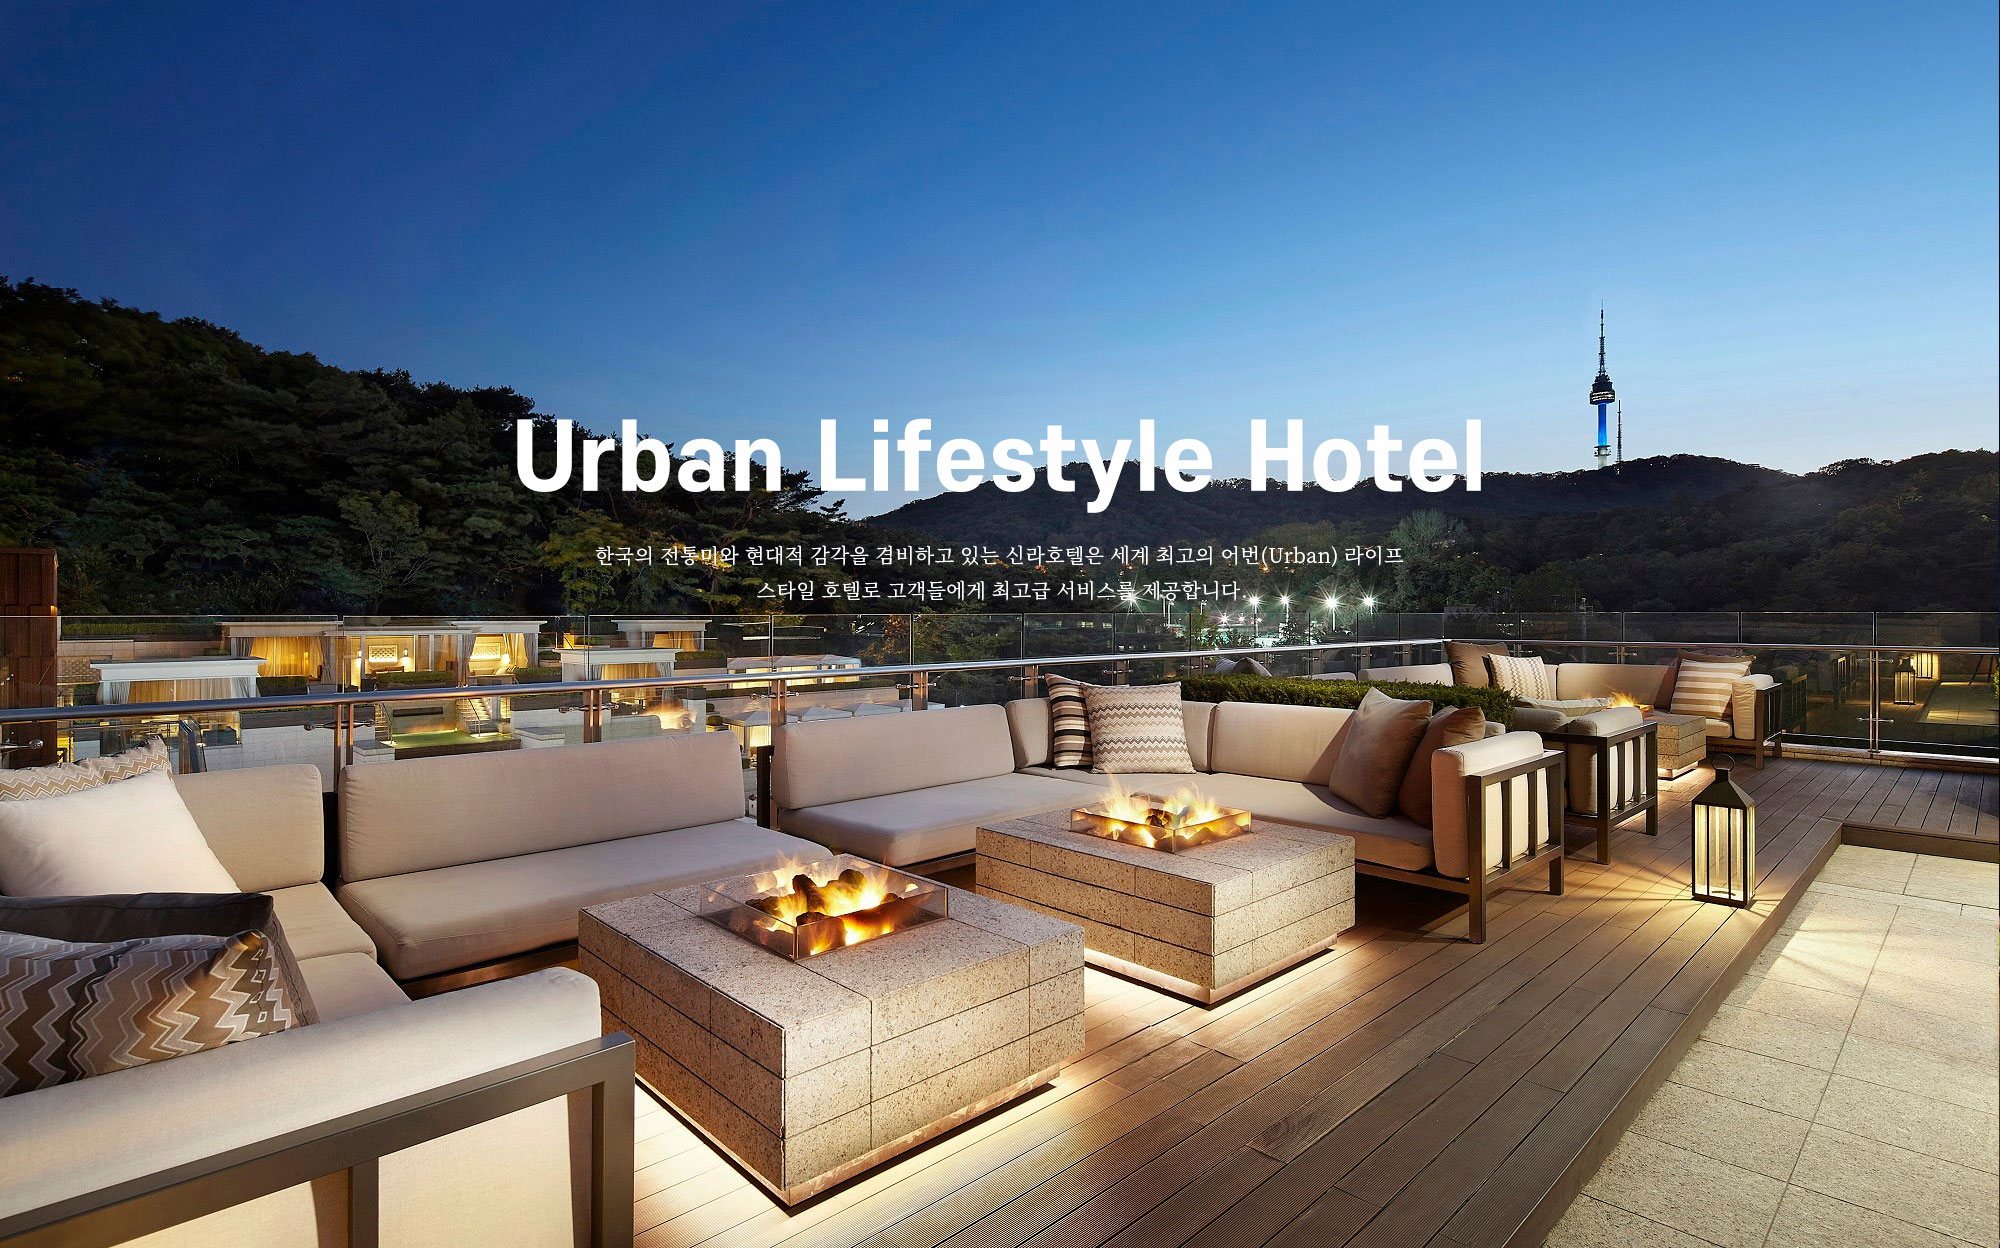 Urban Lifestyle Hotel
한국의 전통미와 현대적 감각을 겸비하고 있는 신라호텔은 세계 최고의 어번(Urban) 라이프
스타일 호텔로 고객들에게 최고급 서비스를 제공합니다.